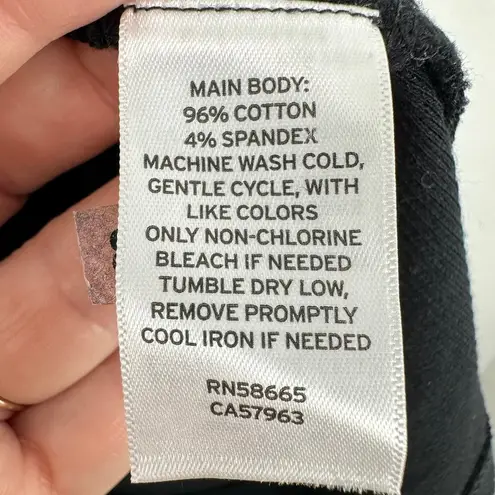 MAIN BODY:
96% COTTON
4% SPANDEX
MACHINE WASH COLD,
GENTLE CYCLE, WITH
LIKE COLORS
ONLY NON-CHLORINE
BLEACH IF NEEDED
TUMBLE DRY LOW,
REMOVE PROMPTLY
COOL IRON IF NEEDED
RN58665
CA57963